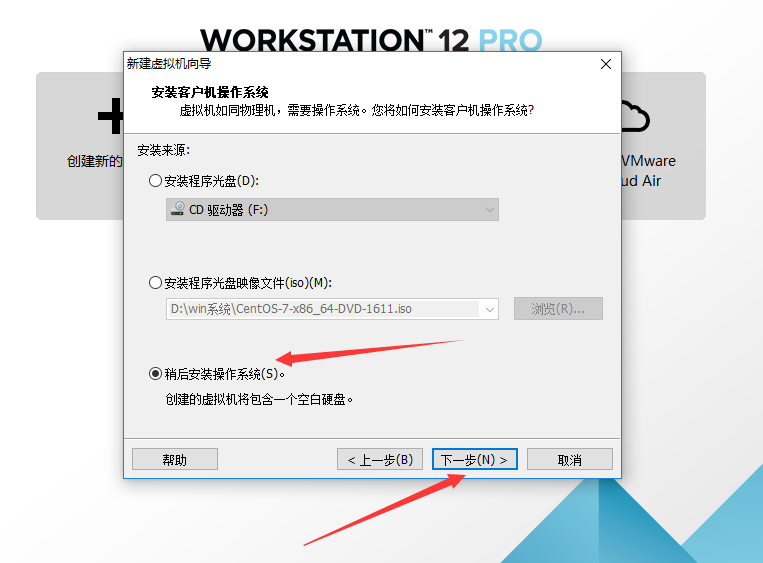 WORKSTATION™ 12 PRO
新建虚拟机向导
安装客户机操作系统
虚拟机如同物理机，需要操作系统。您将如何安装客户机操作系统?
创建新的
VMware
ud Air
安装来源:
安装程序光盘(D):
CD 驱动器 (F:)
安装程序光盘映像文件(iso)(M):
D:\win系统\CentOS-7-x86_64-DVD-1611.iso
浏览(R)...
稍后安装操作系统(S)。
创建的虚拟机将包含一个空白硬盘。
帮助
< 上一步(B)
下一步(N) >
取消